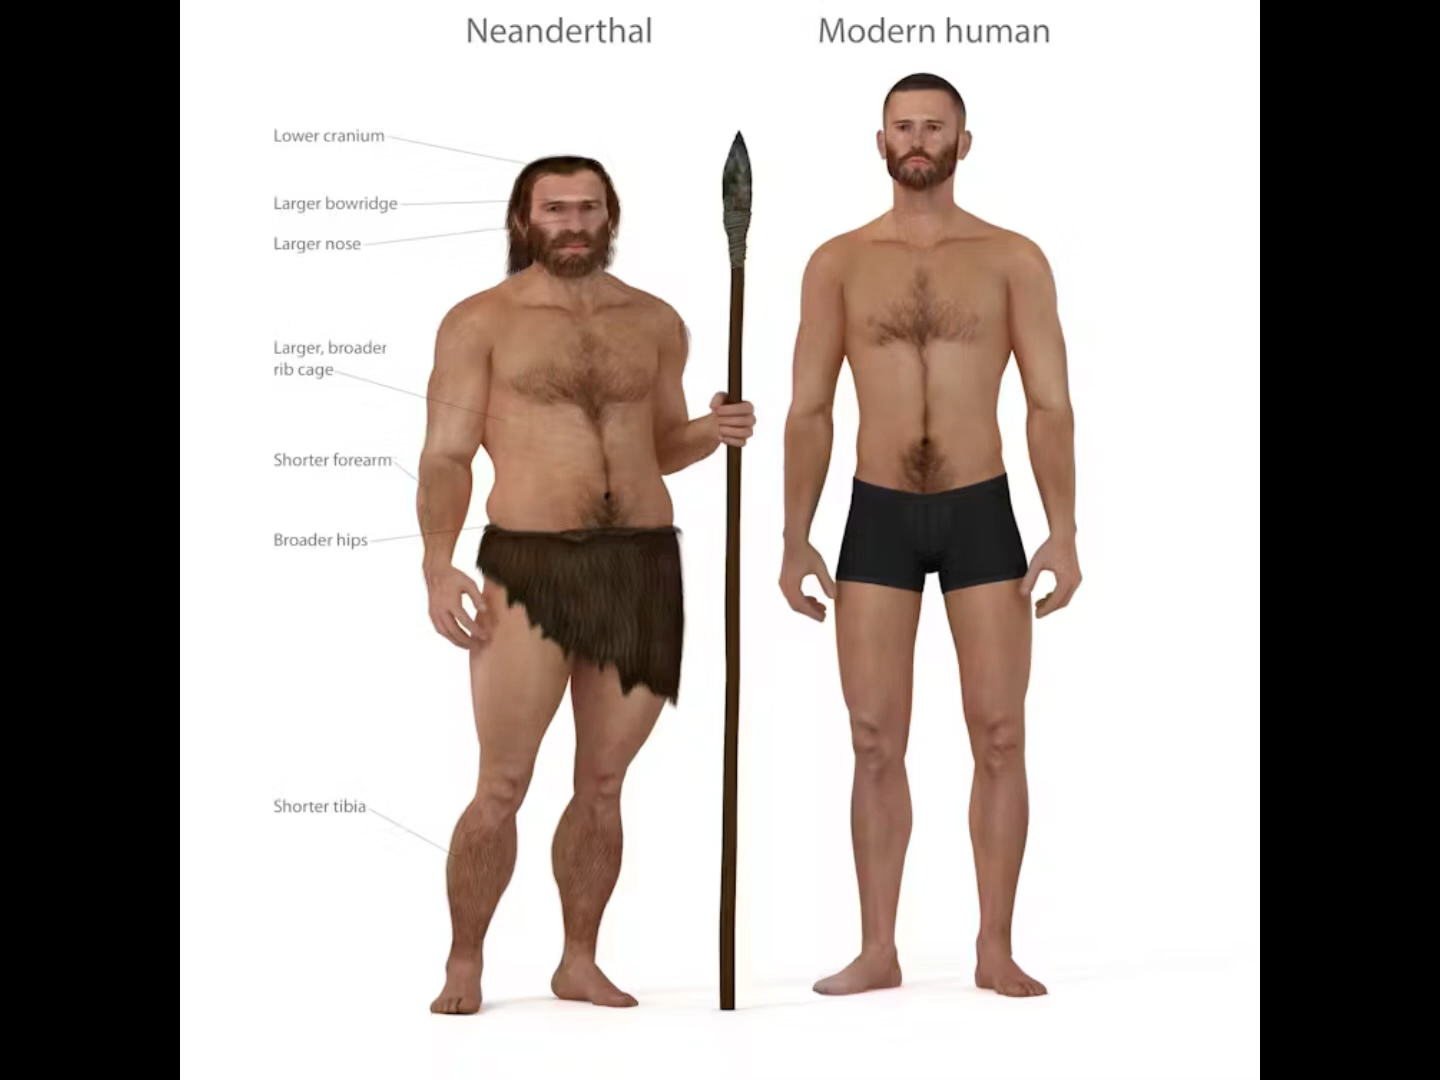 Neanderthal
Modern human
Lower cranium
Larger bowridge
Larger nose
Larger, broader
rib cage
Shorter forearm
Broader hips
Shorter tibia